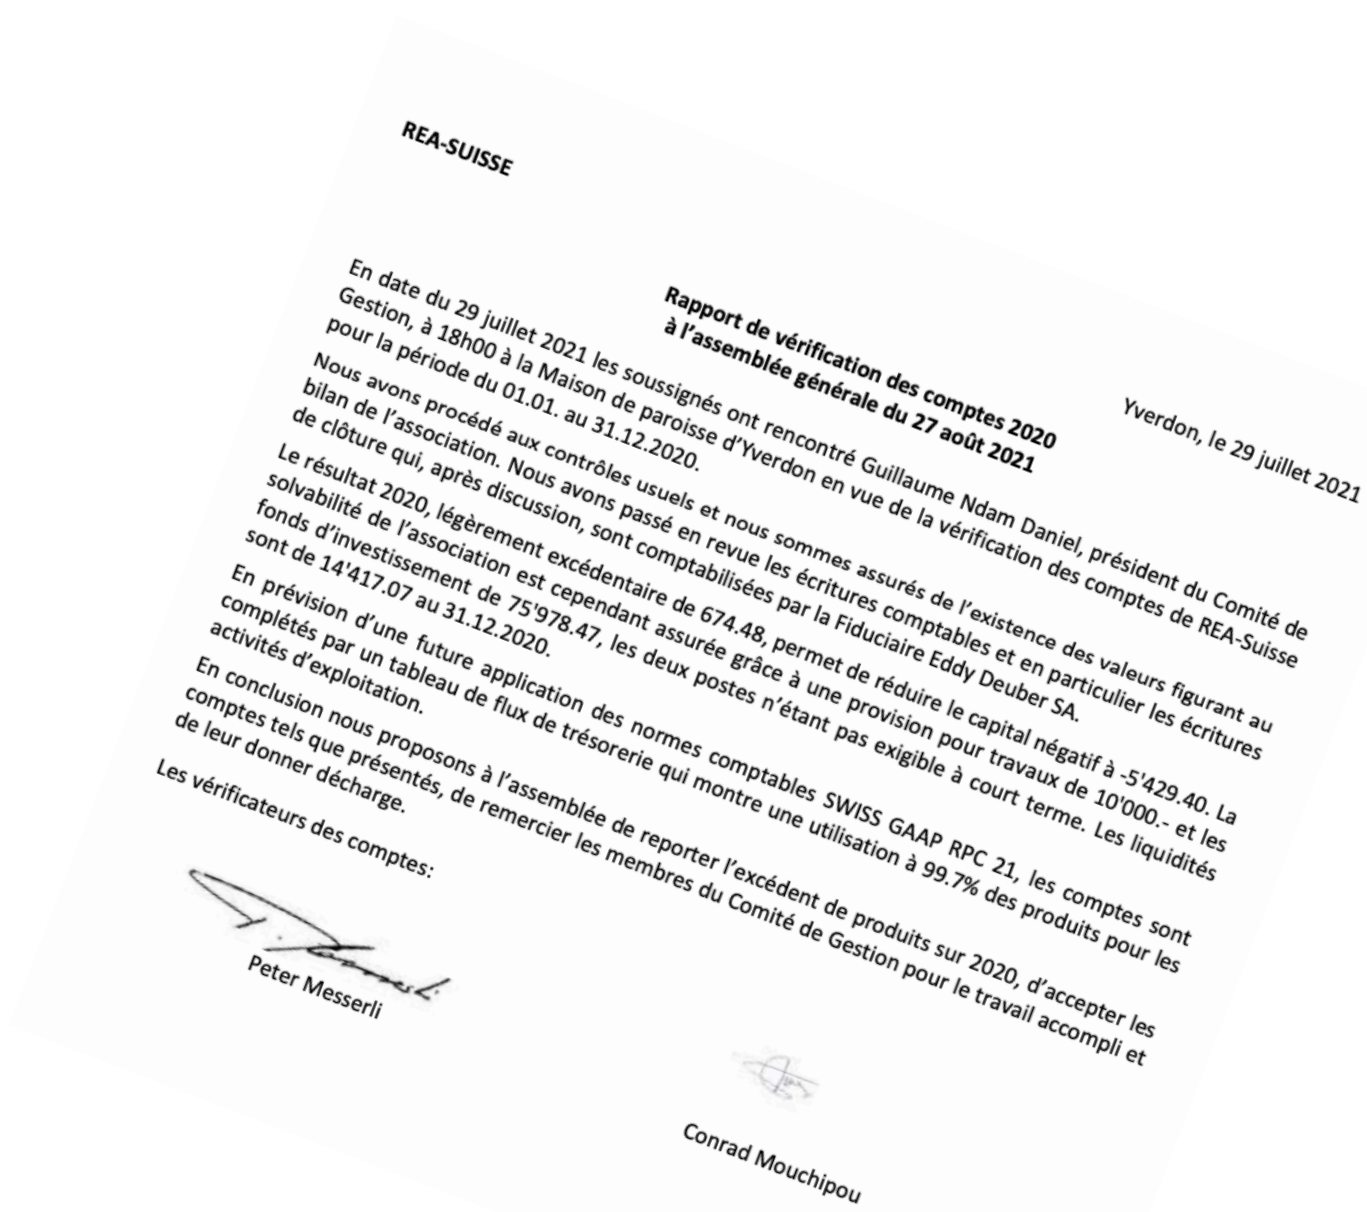 REA-SUISSE
Yverdon, le 29 juillet 2021
Rapport de vérification des comptes 2020
à l'assemblée générale du 27 août 2021
En date du 29 juillet 2021 les soussignés ont rencontré Guillaume Ndam Daniel, président du Comité de
Gestion, à 18h00 à la Maison de paroisse d'Yverdon en vue de la vérification des comptes de REA-Suisse
pour la période du 01.01. au 31.12.2020.
Nous avons procédé aux contrôles usuels et nous sommes assurés de l'existence des valeurs figurant au
bilan de l'association. Nous avons passé en revue les écritures comptables et en particulier les écritures
de clôture qui, après discussion, sont comptabilisées par la Fiduciaire Eddy Deuber SA.
Le résultat 2020, légèrement excédentaire de 674.48, permet de réduire le capital négatif à -5'429.40. La
solvabilité de l'association est cependant assurée grâce à une provision pour travaux de 10'000.- et les
fonds d'investissement de 75'978.47, les deux postes n'étant pas exigible à court terme. Les liquidités
sont de 14'417.07 au 31.12.2020.
En prévision d'une future application des normes comptables SWISS GAAP RPC 21, les comptes sont
complétés par un tableau de flux de trésorerie qui montre une utilisation à 99.7% des produits pour les
activités d'exploitation.
En conclusion nous proposons à l'assemblée de reporter l'excédent de produits sur 2020, d'accepter les
comptes tels que présentés, de remercier les membres du Comité de Gestion pour le travail accompli et
de leur donner décharge.
Les vérificateurs des comptes:
Peter Messerli
Conrad Mouchipou